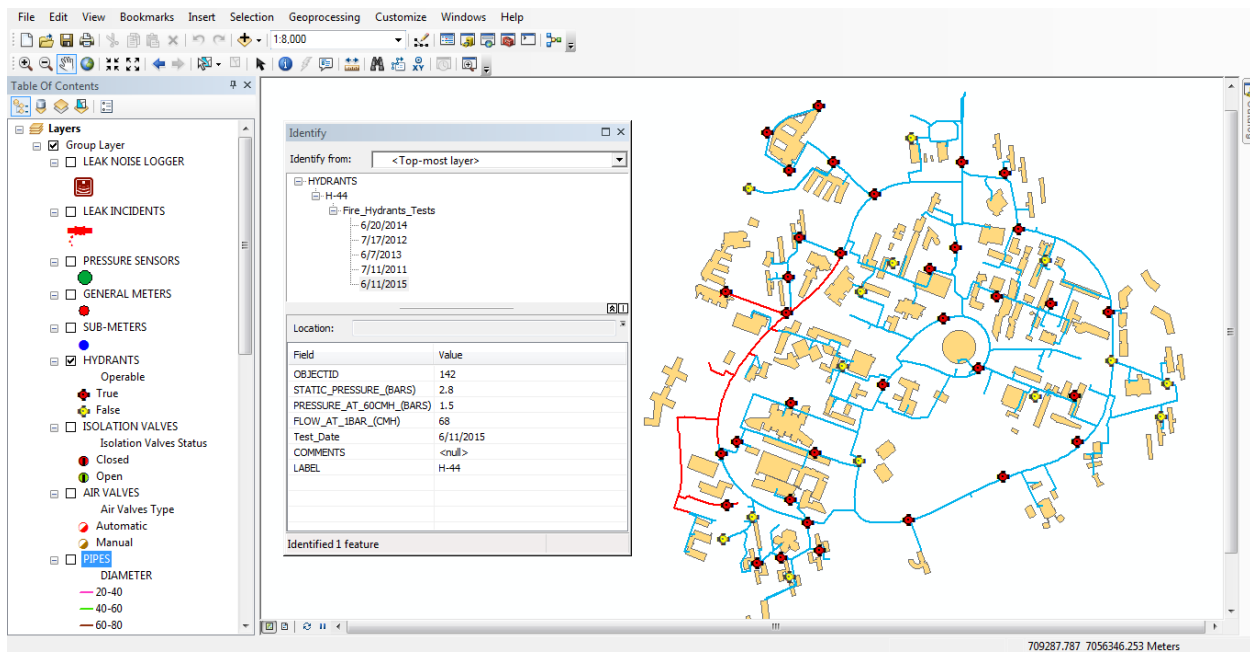 File Edit View Bookmarks Insert Selection Geoprocessing Customize Windows Help
1:8,000
Table Of Contents
Layers
Group Layer
LEAK NOISE LOGGER
LEAK INCIDENTS
PRESSURE SENSORS
GENERAL METERS
SUB-METERS
HYDRANTS
Operable
True
False
ISOLATION VALVES
Isolation Valves Status
Closed
Open
AIR VALVES
Air Valves Type
Automatic
Manual
PIPES
DIAMETER
20-40
40-60
60-80
Identify
Identify from: <Top-most layer>
HYDRANTS
H-44
Fire_Hydrants_Tests
6/20/2014
7/17/2012
6/7/2013
7/11/2011
6/11/2015
Location:
Field Value
OBJECTID 142
STATIC_PRESSURE_(BARS) 2.8
PRESSURE_AT_60CMH_(BARS) 1.5
FLOW_AT_1BAR_(CMH) 68
Test_Date 6/11/2015
COMMENTS <null>
LABEL H-44
Identified 1 feature
709287.787 7056346.253 Meters